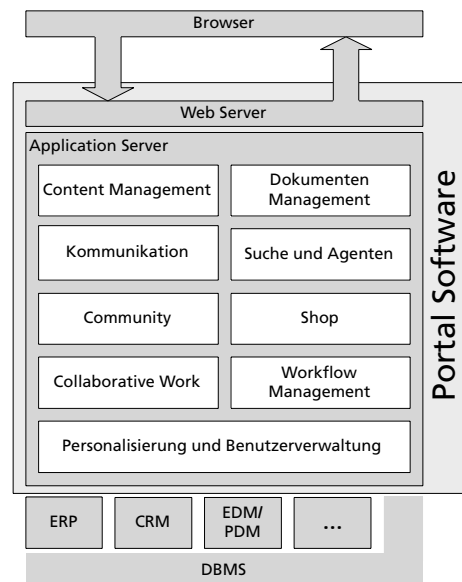 Browser
Web Server
Application Server
Content Management
Dokumenten
Management
Kommunikation
Suche und Agenten
Community
Shop
Collaborative Work
Workflow
Management
Personalisierung und Benutzerverwaltung
Portal Software
ERP
CRM
EDM/
PDM
...
DBMS